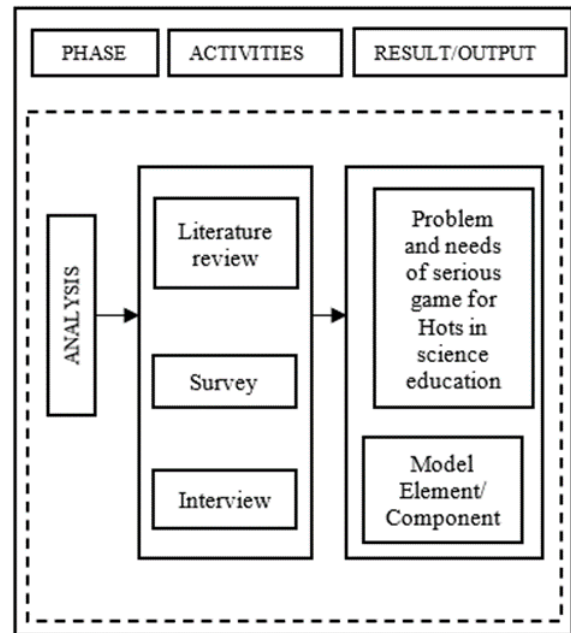 PHASE
ACTIVITIES
RESULT/OUTPUT
ANALYSIS
Literature
review
Survey
Interview
Problem
and needs
of serious
game for
Hots in
science
education
Model
Element/
Component